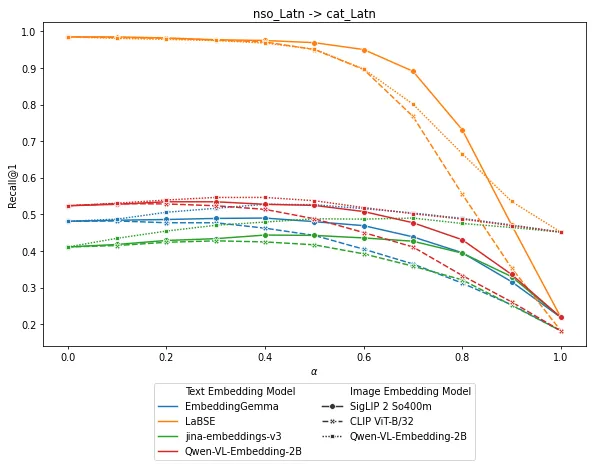 nso_Latn -> cat_Latn
Recall@1
1.0
0.9
0.8
0.7
0.6
0.5
0.4
0.3
0.2
0.0 0.2 0.4 0.6 0.8 1.0
α
Text Embedding Model Image Embedding Model
EmbeddingGemma SigLIP 2 So400m
LaBSE CLIP ViT-B/32
jina-embeddings-v3 Qwen-VL-Embedding-2B
Qwen-VL-Embedding-2B